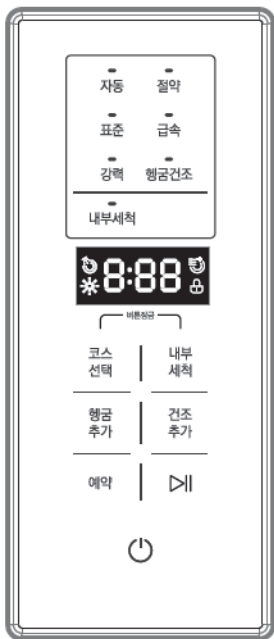 자동 절약
표준 급속
강력 헹굼건조
내부세척
8:88
버튼잠금
코스 선택
내부 세척
헹굼 추가
건조 추가
예약